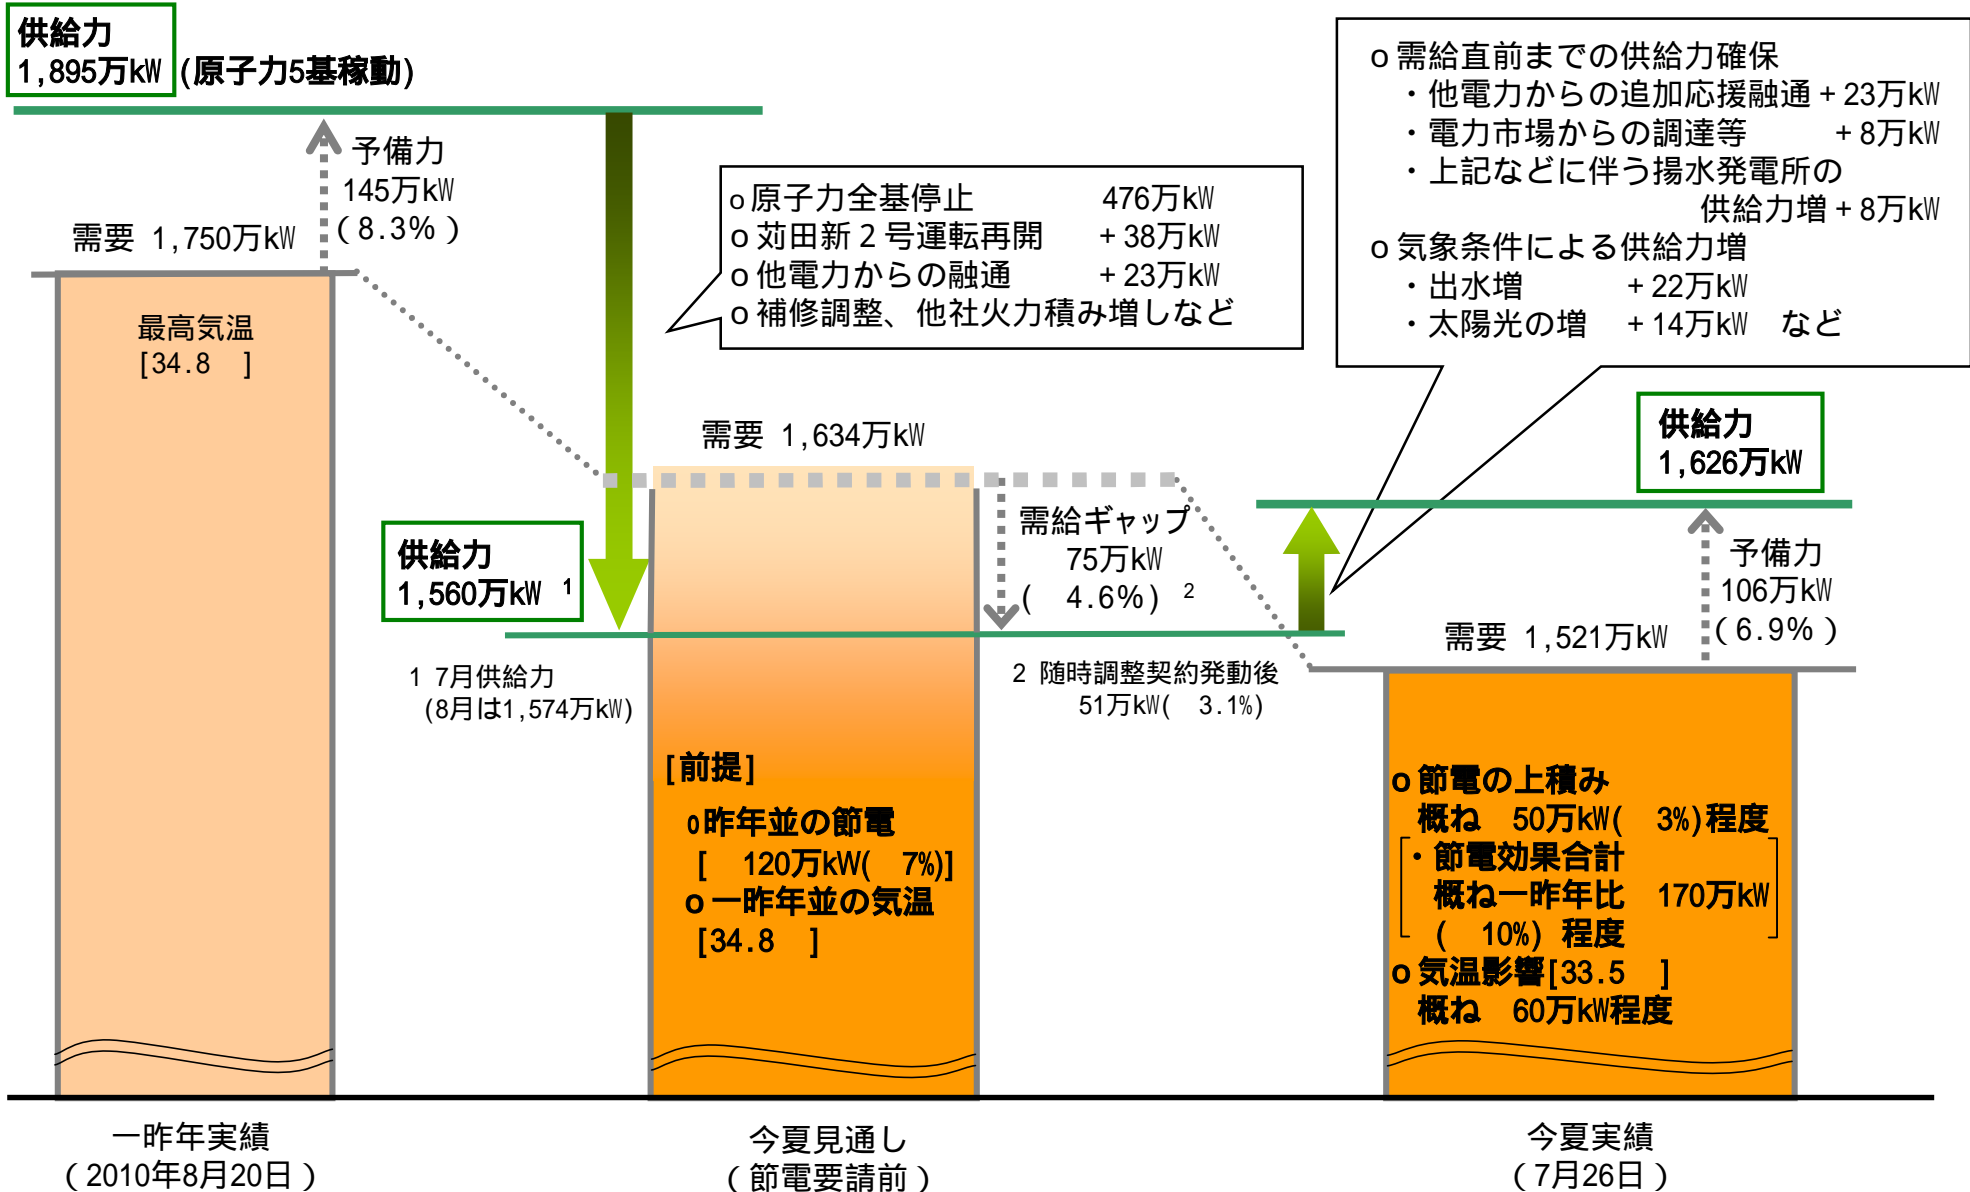 供給力
1,895万kW (原子力5基稼動)
予備力
145万kW
（8.3%）
需要 1,750万kW
最高気温
[34.8 ]
o 原子力全基停止 476万kW
o 苅田新２号運転再開 +38万kW
o 他電力からの融通 +23万kW
o 補修調整、他社火力積み増しなど
o 需給直前までの供給力確保
・他電力からの追加応援融通+23万kW
・電力市場からの調達等 +8万kW
・上記などに伴う揚水発電所の
供給力増+8万kW
o 気象条件による供給力増
・出水増 +22万kW
・太陽光の増 +14万kW など
需要 1,634万kW
供給力
1,560万kW 1
需給ギャップ
75万kW
( 4.6%) 2
1 7月供給力
(8月は1,574万kW)
2 随時調整契約発動後
51万kW( 3.1%)
[前提]
o昨年並の節電
[ 120万kW( 7%)]
o 一昨年並の気温
[34.8 ]
供給力
1,626万kW
予備力
106万kW
（6.9%）
需要 1,521万kW
o 節電の上積み
概ね 50万kW( 3%)程度
・節電効果合計
概ね一昨年比 170万kW
( 10%) 程度
o 気温影響[33.5 ]
概ね 60万kW程度
一昨年実績
（2010年8月20日）
今夏見通し
（節電要請前）
今夏実績
（7月26日）